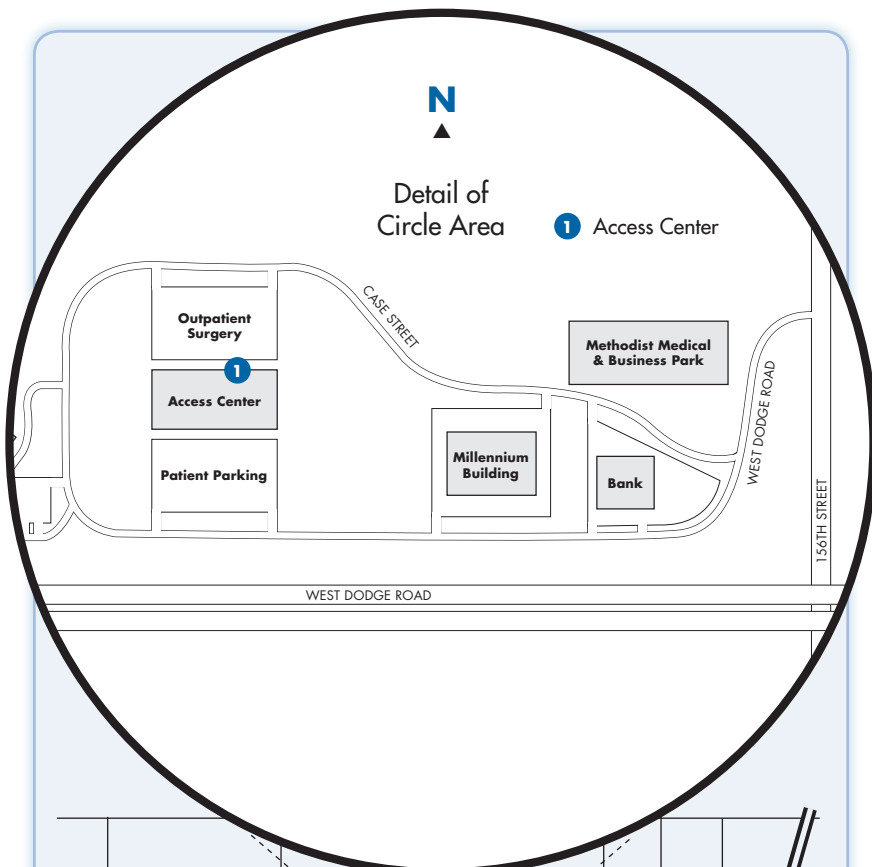 N
Detail of
Circle Area
1 Access Center
CASE STREET
Outpatient
Surgery
Methodist Medical
& Business Park
1
Access Center
WEST DODGE ROAD
Millennium
Building
Patient Parking
Bank
156TH STREET
WEST DODGE ROAD